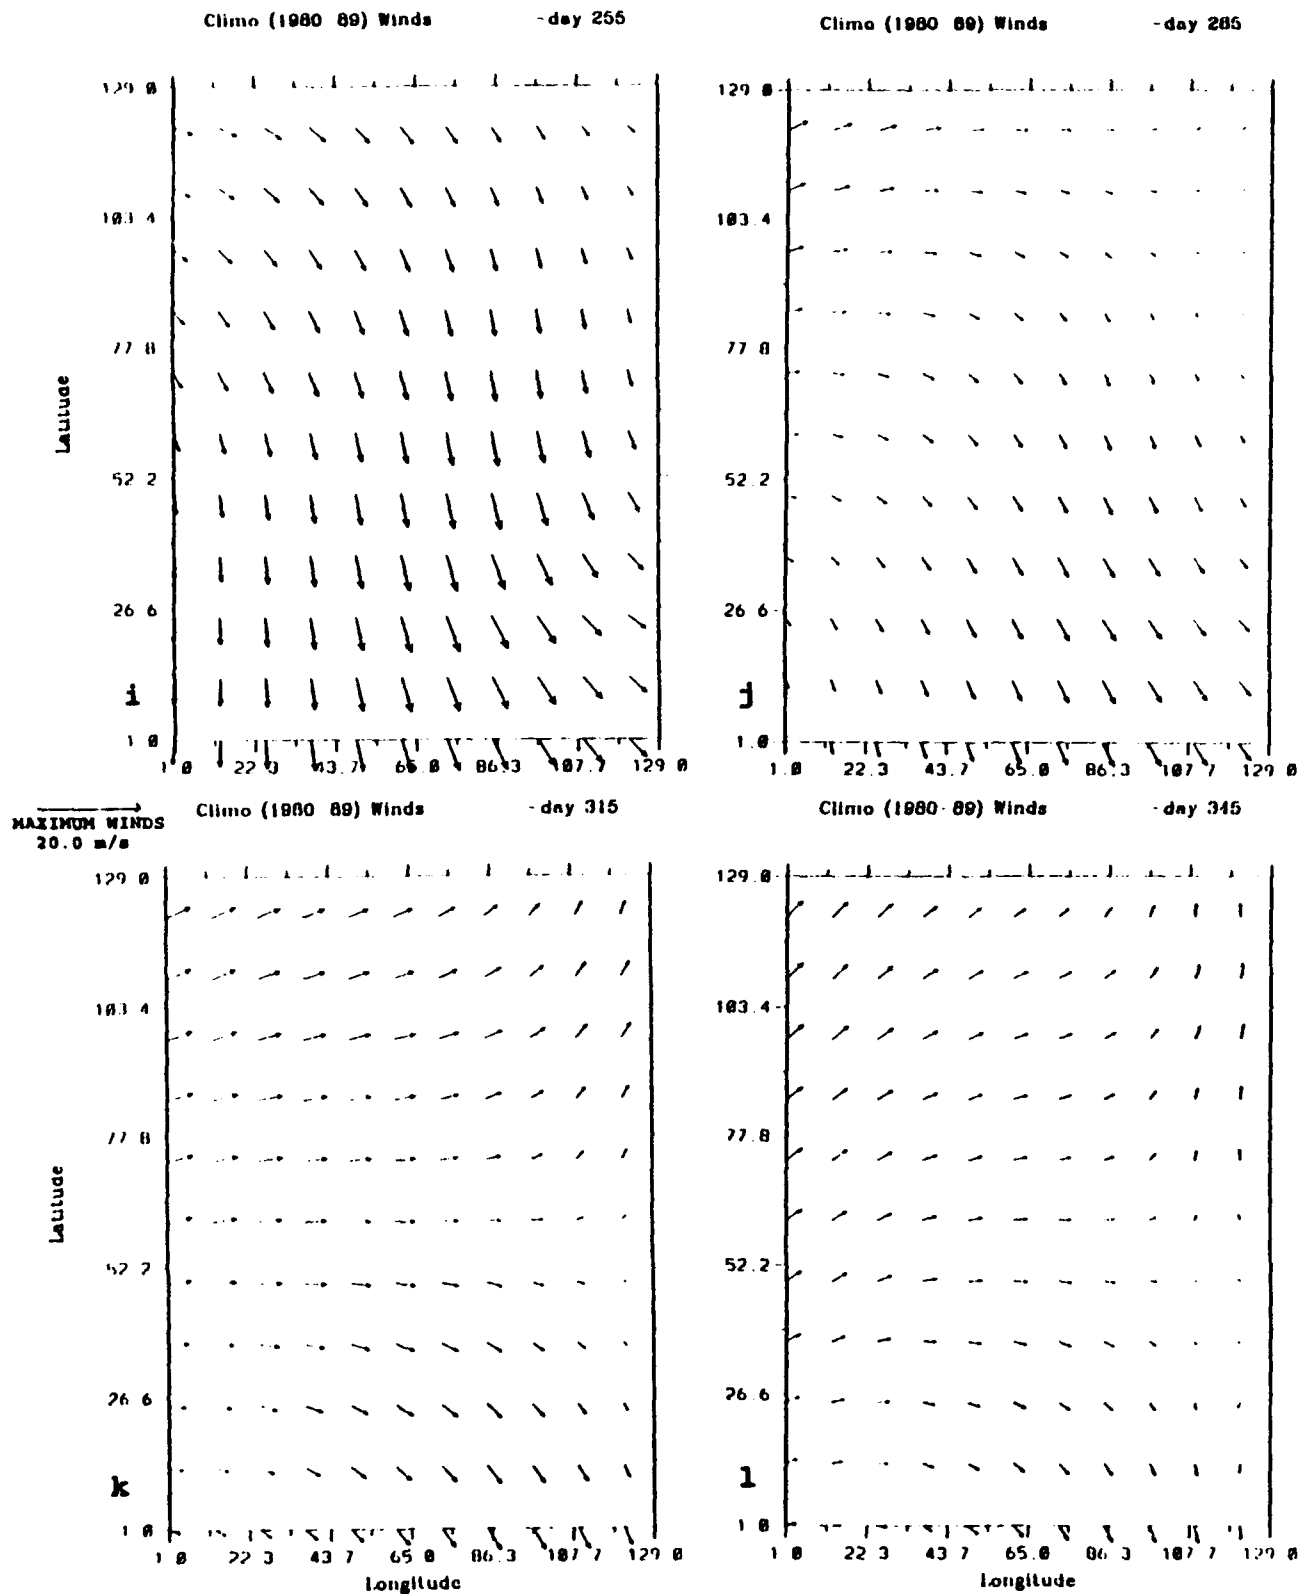 Climo (1980 89) Winds -day 255
129 0
103 4
77 8
52 2
26 6
1 0
Latitude
i
1 0 22 3 43.7 65.0 86.3 107.7 129 0
Climo (1980 89) Winds -day 285
129 0
103.4
77.8
52.2
26 6
1.0
j
1.0 22.3 43.7 65.0 86.3 107.7 129 0
MAXIMUM WINDS
20.0 m/s
Climo (1980 89) Winds -day 315
129 0
103 4
77 8
52 2
26 6
1 0
Latitude
k
1.0 22 3 43 7 65 0 86.3 107.7 129 0
Longitude
Climo (1980-89) Winds -day 345
129.0
103.4
77.8
52.2
26.6
1 0
l
1 0 22 3 43 7 65.0 86 3 107 7 129 0
Longitude